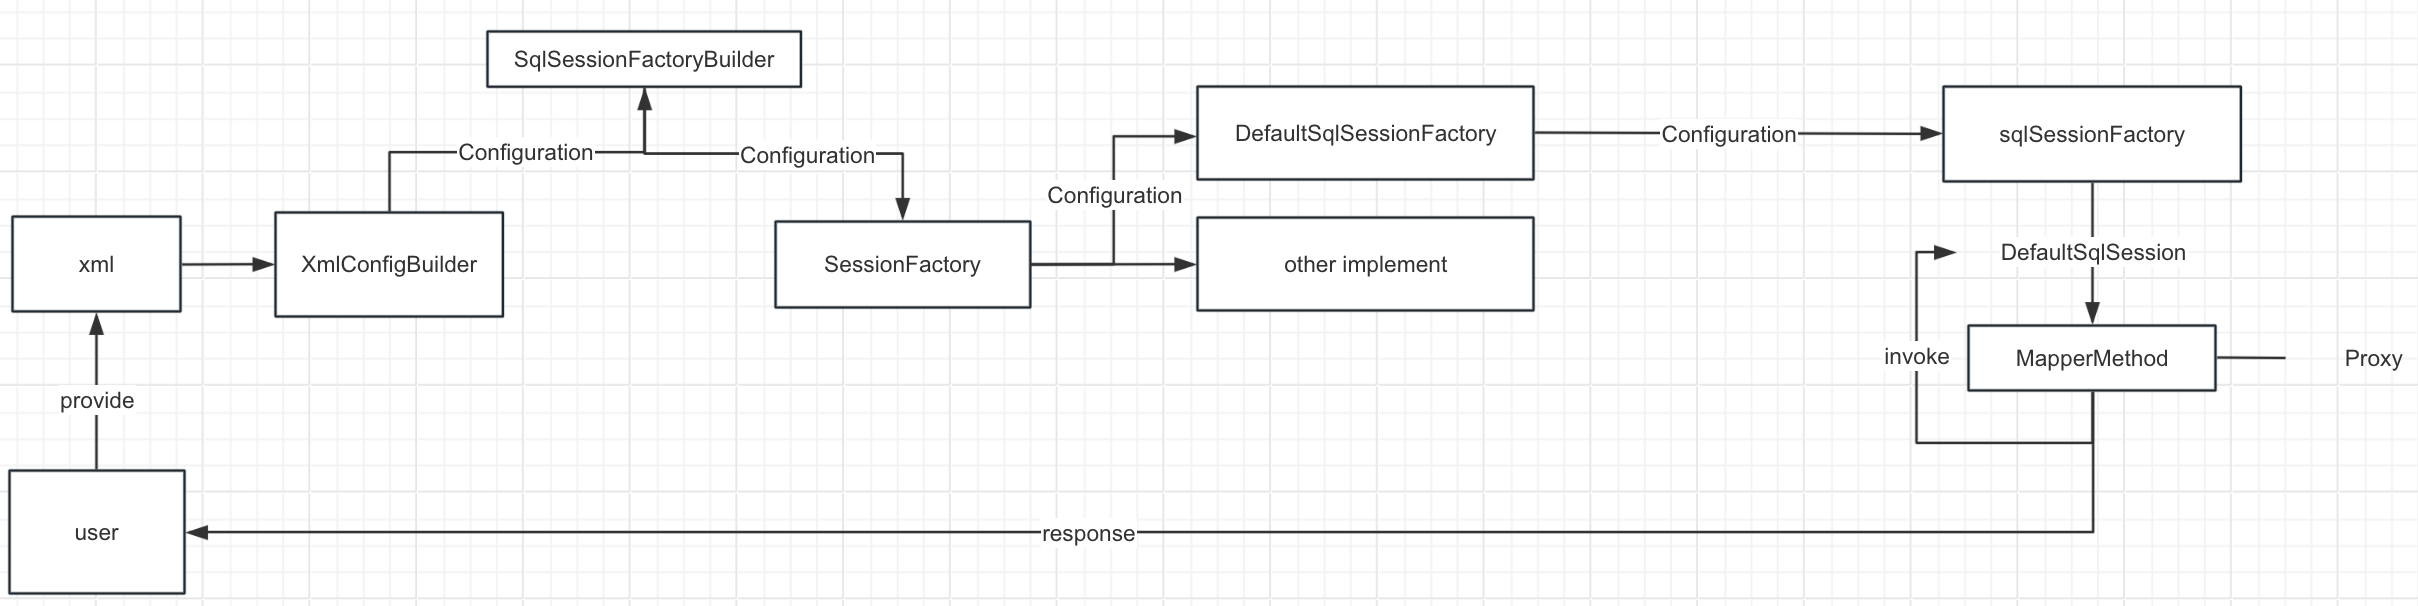 SqlSessionFactoryBuilder
DefaultSqlSessionFactory
Configuration
sqlSessionFactory
Configuration
Configuration
Configuration
xml
XmlConfigBuilder
SessionFactory
other implement
DefaultSqlSession
invoke
MapperMethod
Proxy
provide
user
response